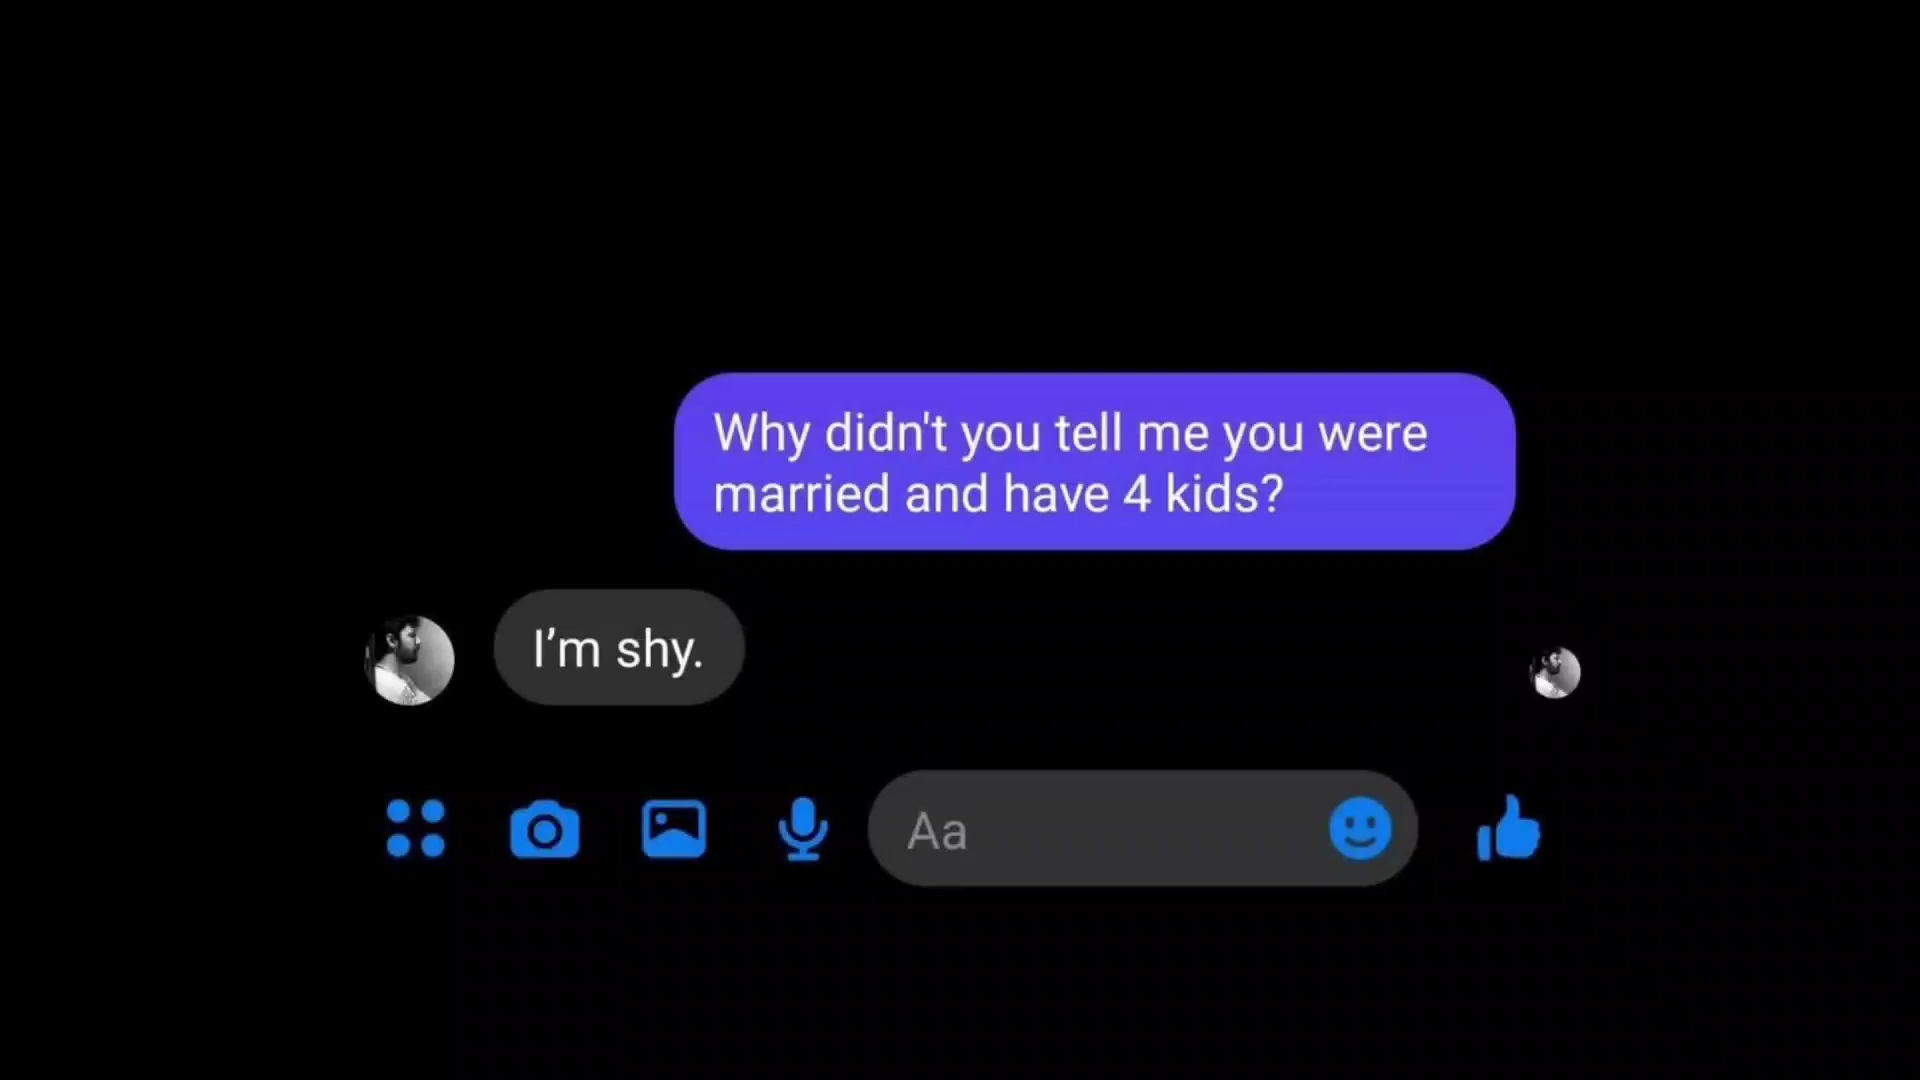 Why didn't you tell me you were
married and have 4 kids?
I’m shy.
Aa